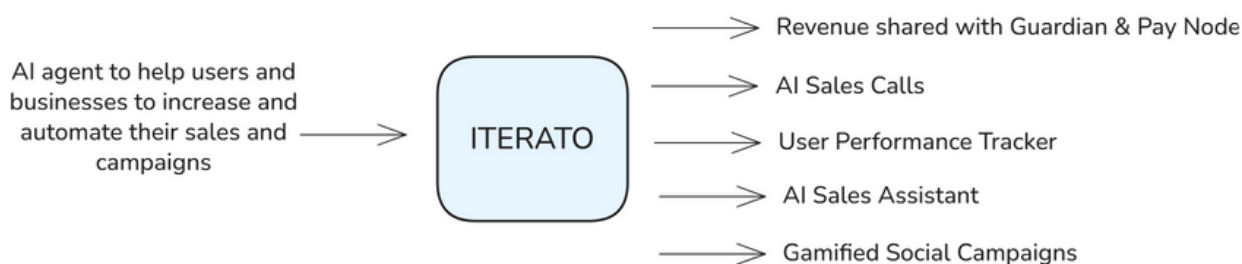 AI agent to help users and
businesses to increase and
automate their sales and
campaigns
ITERATO
Revenue shared with Guardian & Pay Node
AI Sales Calls
User Performance Tracker
AI Sales Assistant
Gamified Social Campaigns